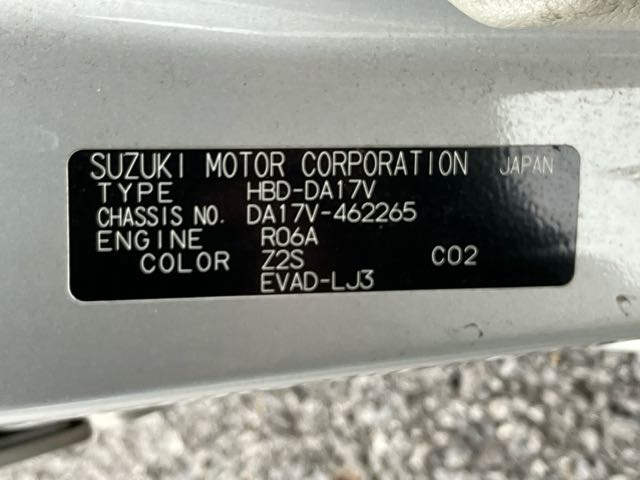 SUZUKI MOTOR CORPORATION JAPAN
TYPE HBD-DA17V
CHASSIS NO. DA17V-462265
ENGINE R06A
COLOR Z2S C02
EVAD-LJ3